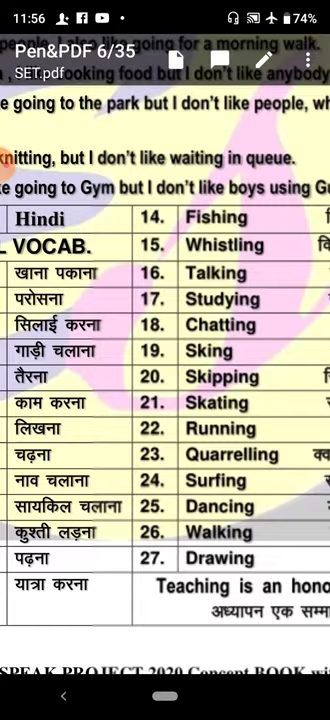 11:56 74%
Pen&PDF 6/35
SET.pdf
people, I also like going for a morning walk.
cooking food but I don't like anybody
going to the park but I don't like people,
knitting, but I don't like waiting in queue.
going to Gym but I don't like boys using
Hindi 14. Fishing
VOCAB. 15. Whistling
खाना पकाना 16. Talking
परोसना 17. Studying
सिलाई करना 18. Chatting
गाड़ी चलाना 19. Sking
तैरना 20. Skipping
काम करना 21. Skating
लिखना 22. Running
चढ़ना 23. Quarrelling
नाव चलाना 24. Surfing
सायकिल चलाना 25. Dancing
कुश्ती लड़ना 26. Walking
पढ़ना 27. Drawing
यात्रा करना Teaching is an
अध्यापन एक
SPEAK PROJECT 2020 Concept BOOK